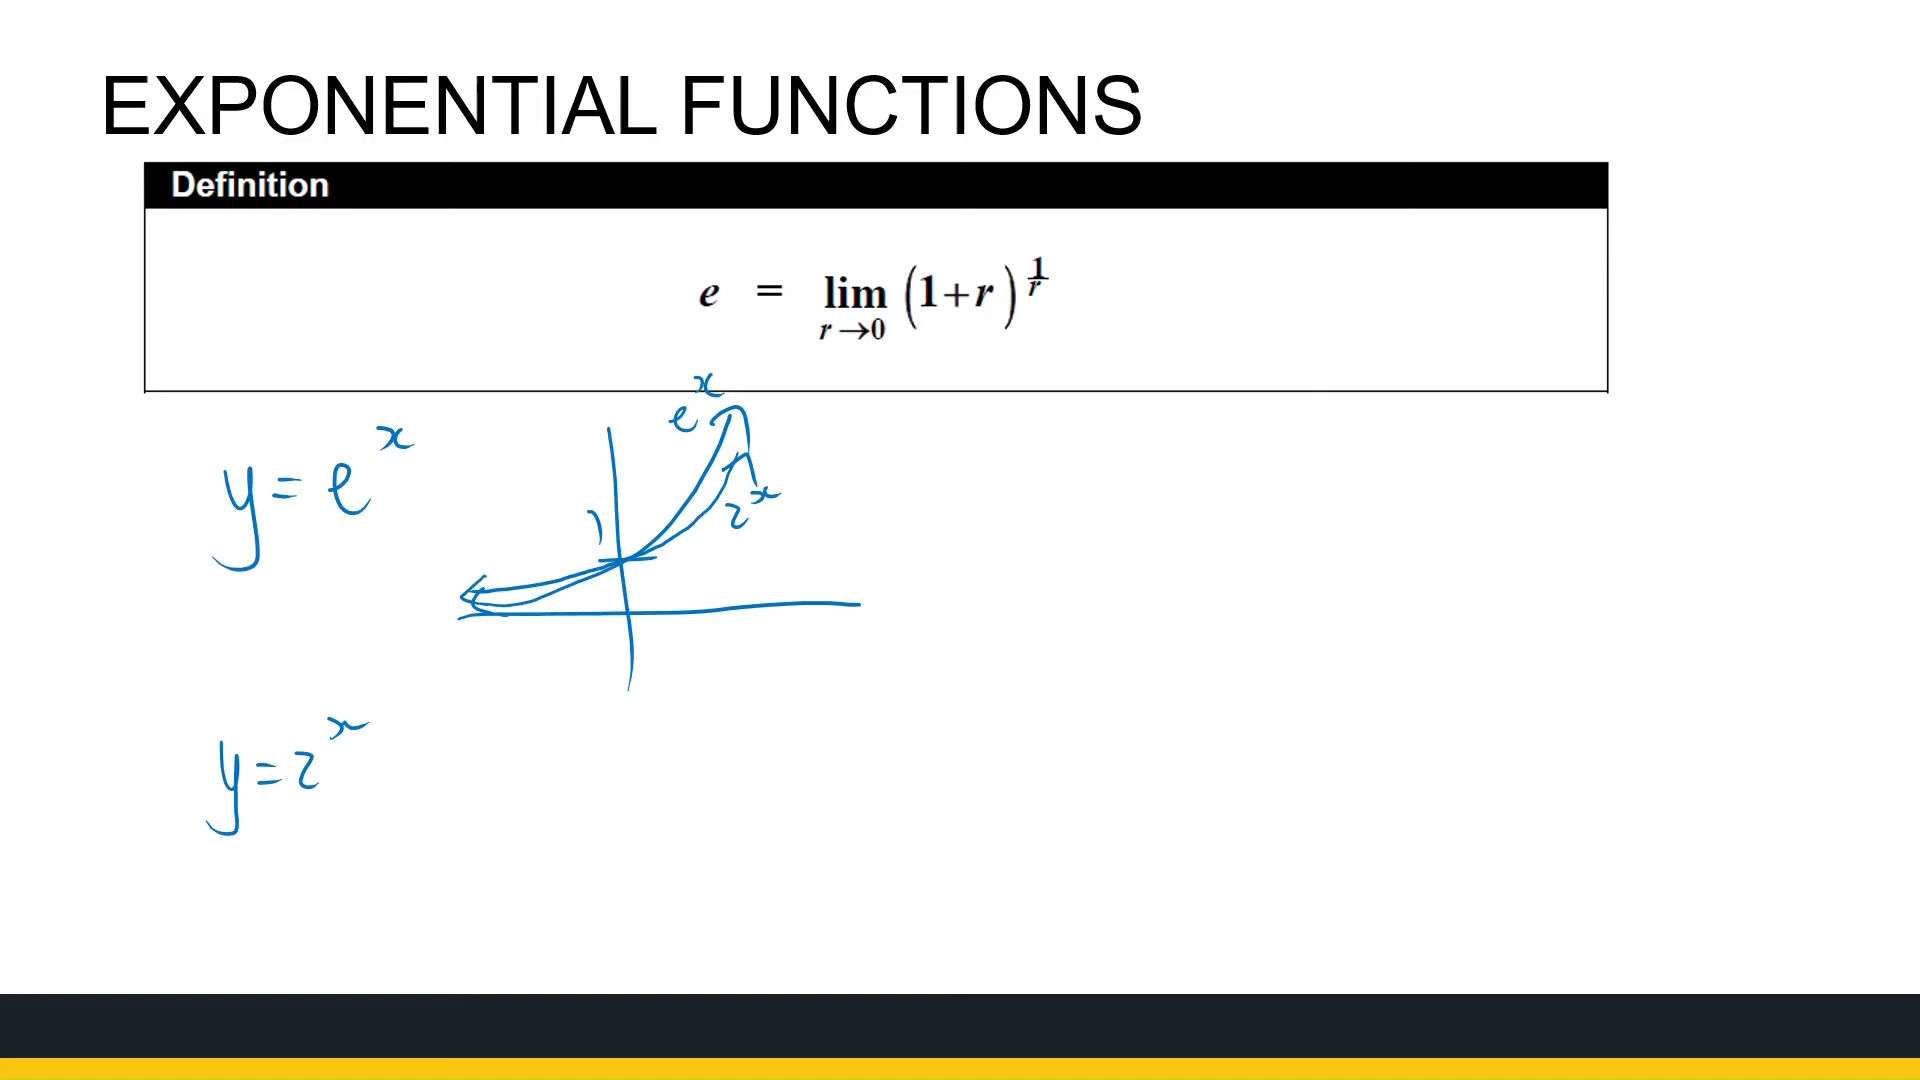 EXPONENTIAL FUNCTIONS
Definition
e = lim r→0 (1+r)^(1/r)
y = e^x
e^x
2^x
1
y = 2^x